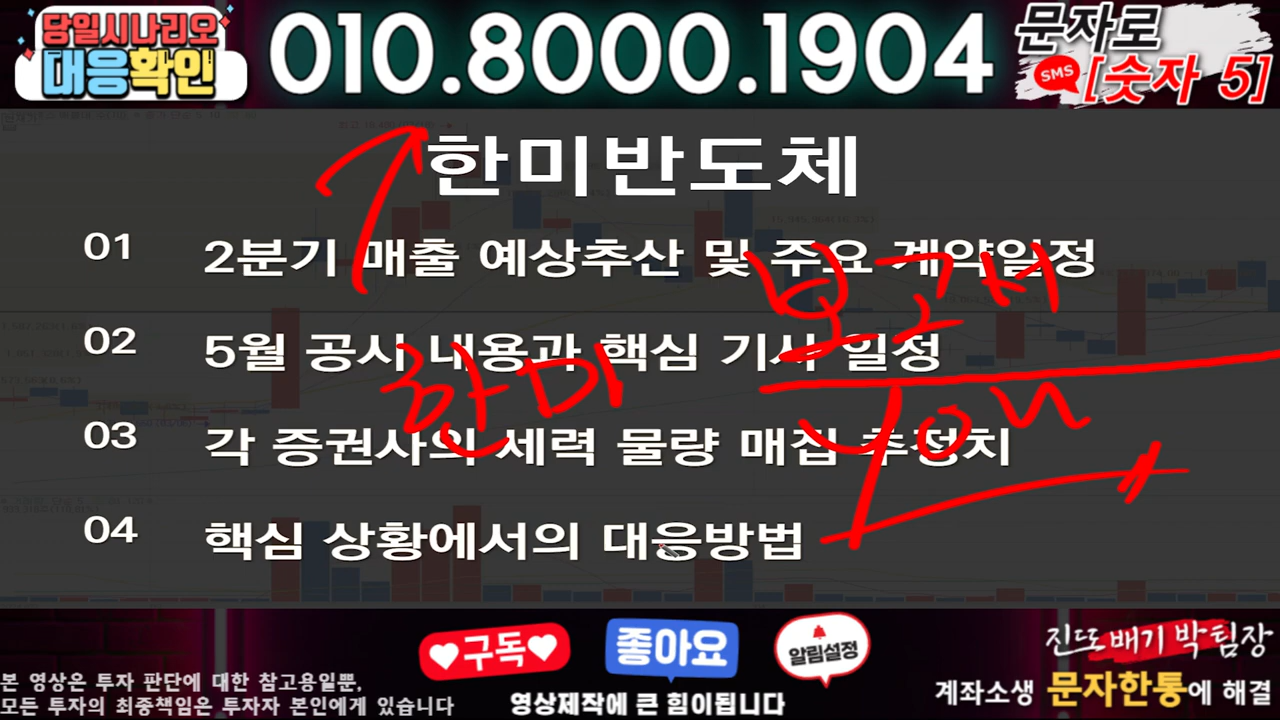 당일시나리오
대응확인
010.8000.1904
문자로
SMS
[숫자 5]
한미반도체
01
2분기 매출 예상추산 및 주요 계약일정
02
5월 공시 내용과 핵심 기사 일정
03
각 증권사의 세력 물량 매집 추정치
04
핵심 상황에서의 대응방법
보고서
한미
You
구독
좋아요
알림설정
영상제작에 큰 힘이됩니다
본 영상은 투자 판단에 대한 참고용일뿐,
모든 투자의 최종책임은 투자자 본인에게 있습니다
진또배기 박팀장
계좌소생 문자한통에 해결